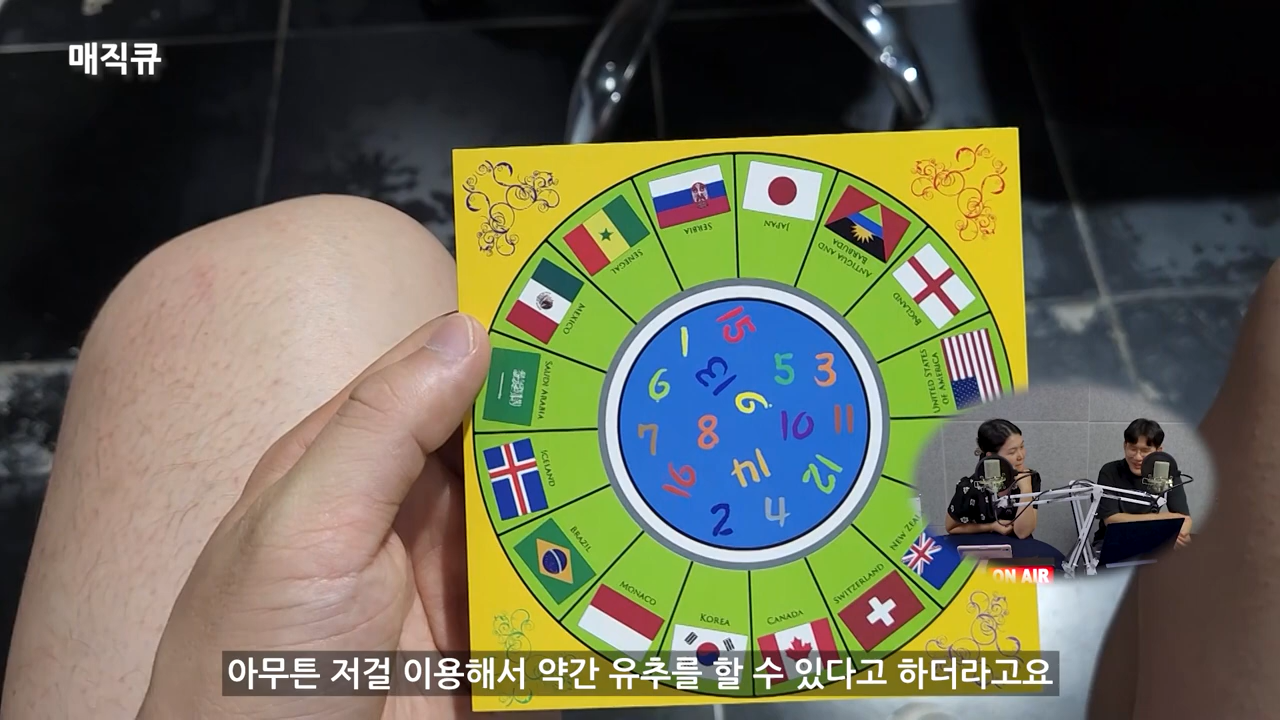 매직큐
SERBIA
JAPAN
SENEGAL
ANTIGUA AND
BARBUDA
MEXICO
ENGLAND
SAUDI ARABIA
UNITED STATES
OF AMERICA
1 15
6 13 5 3
9
7 8 10 11
16 14 12
2 4
ICELAND
BRAZIL
NEW
MONACO
SWITZERLAND
KOREA
CANADA
ON AIR
아무튼 저걸 이용해서 약간 유추를 할 수 있다고 하더라고요